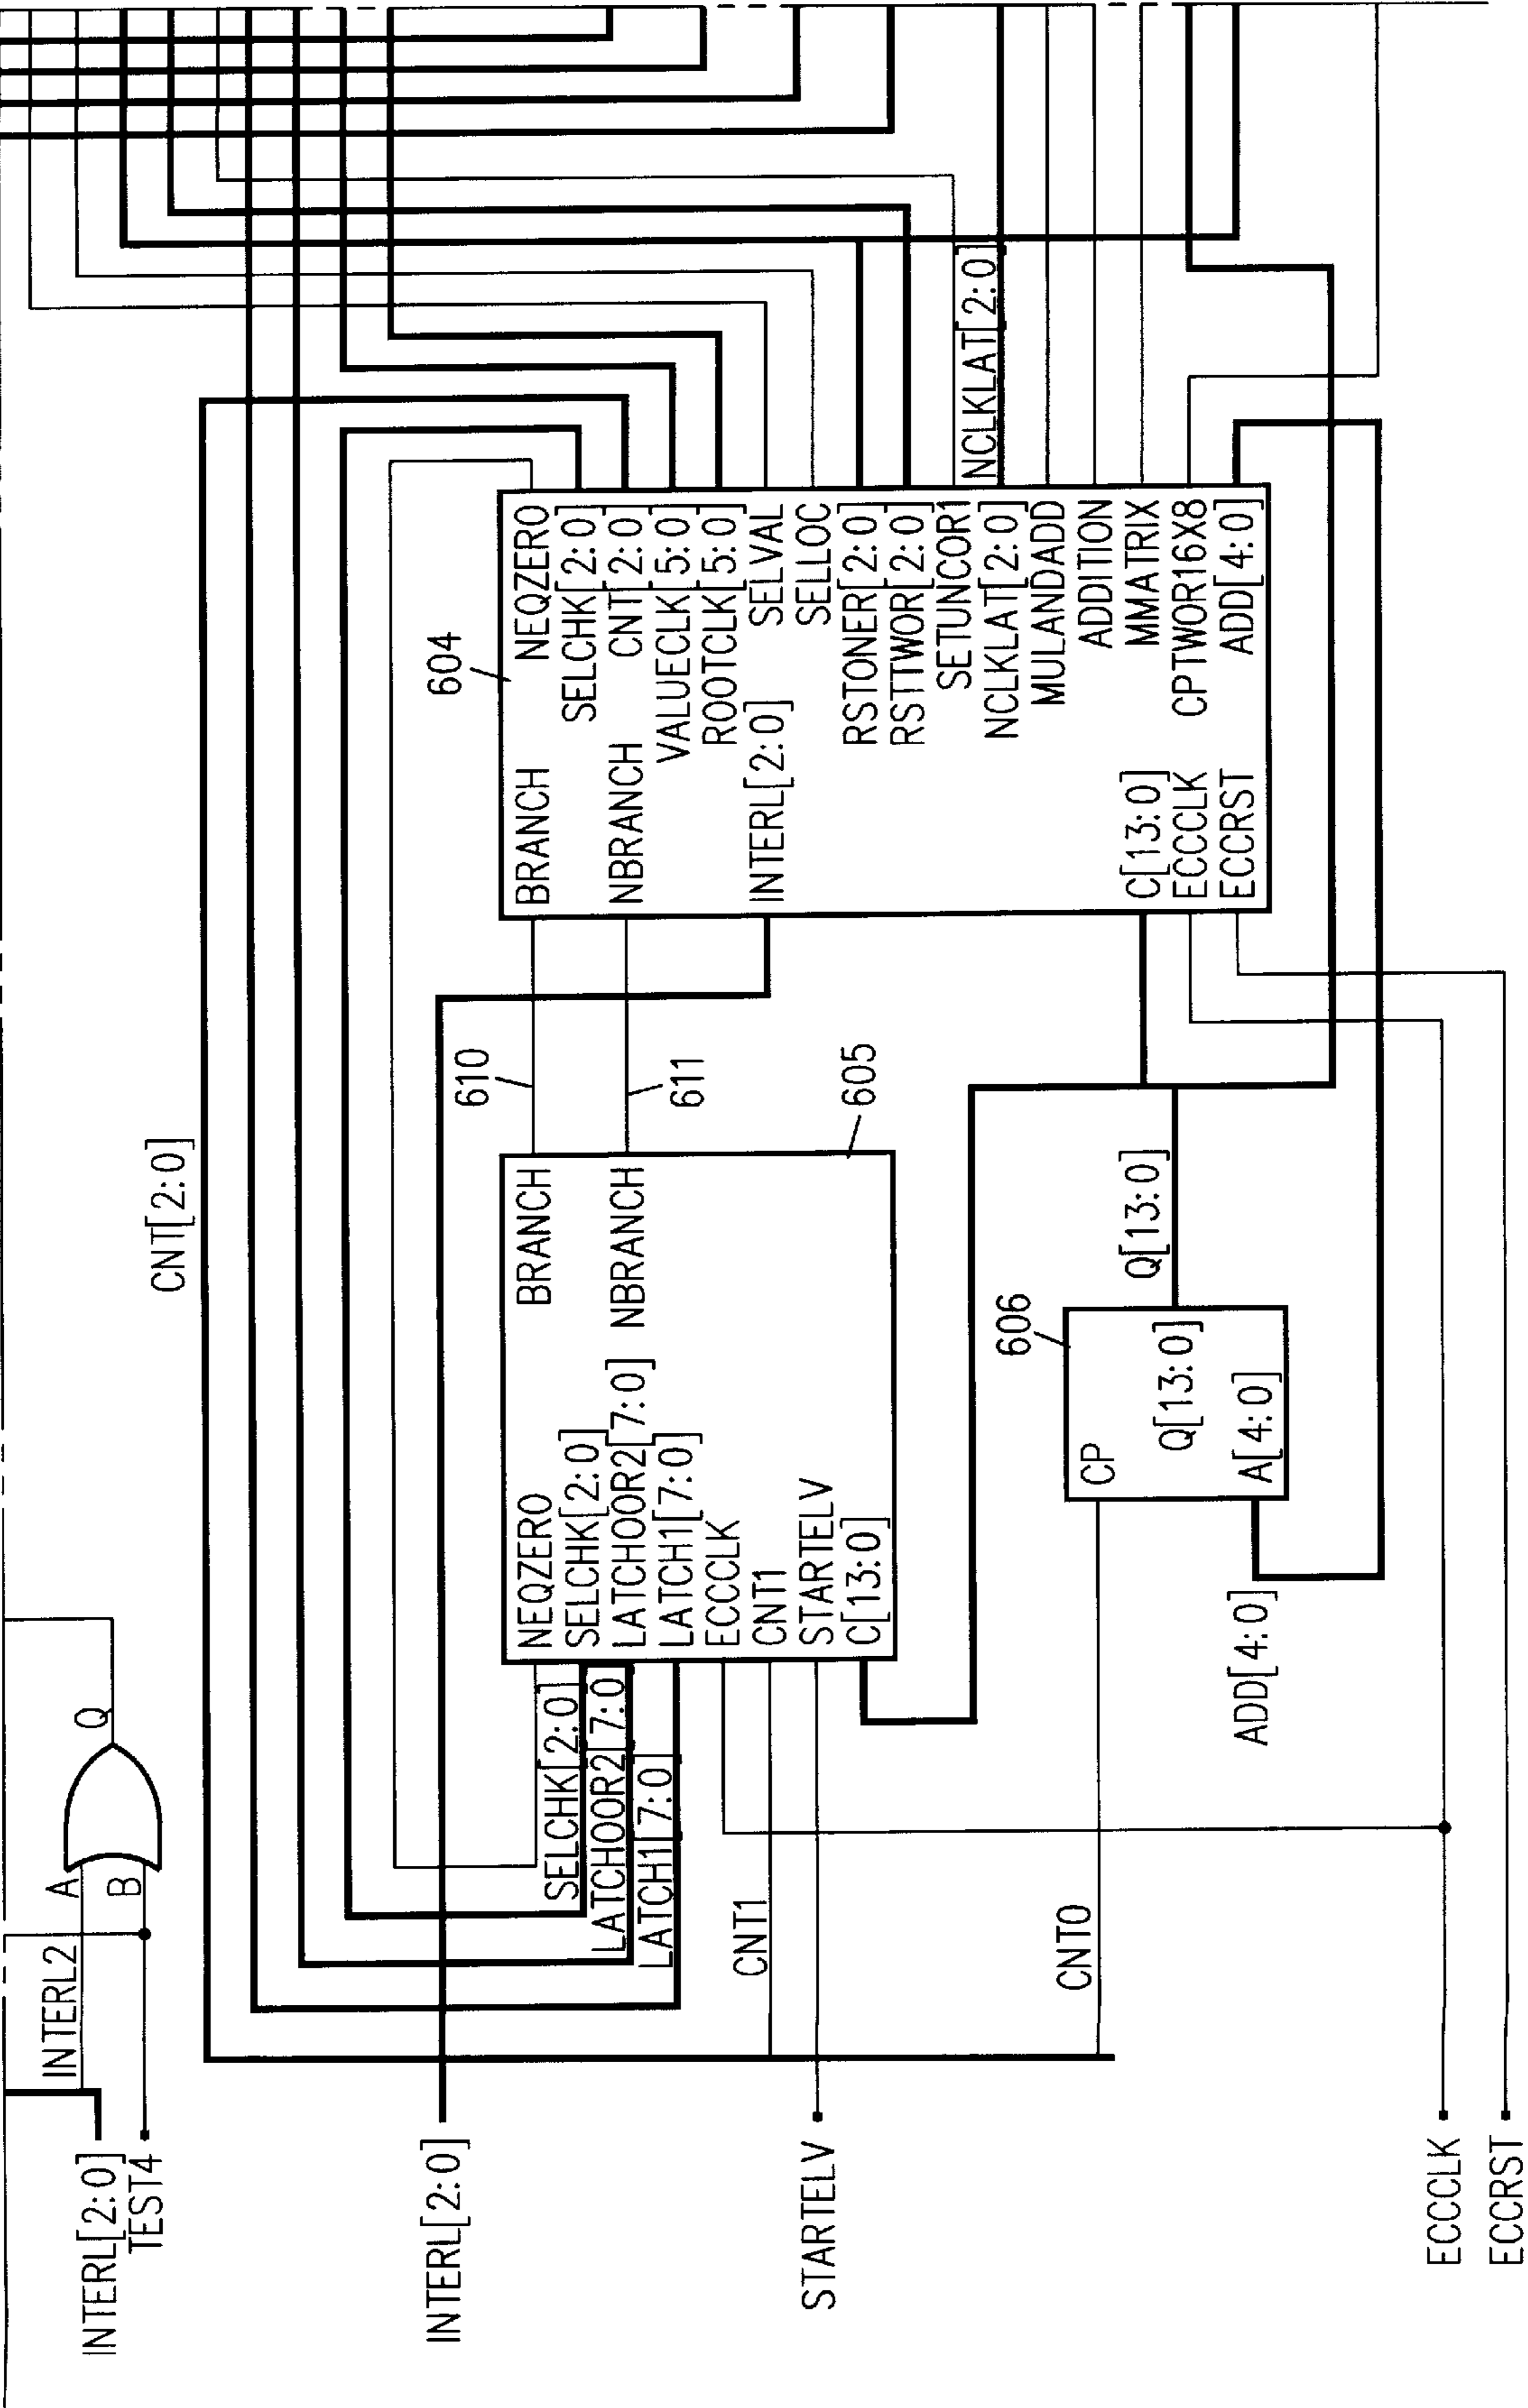 INTERL[2:0]
TEST4
INTERL2
A
B
Q
INTERL[2:0]
STARTELV
ECCCLK
ECCRST
CNT[2:0]
SELCHK[2:0]
LATCHOOR2[7:0]
LATCH1[7:0]
CNT1
CNT0
NEQZERO
SELCHK[2:0]
LATCHOOR2[7:0]
LATCH1[7:0]
ECCCLK
CNT1
STARTELV
C[13:0]
BRANCH
NBRANCH
605
610
611
ADD[4:0]
606
CP
Q[13:0]
A[4:0]
Q[13:0]
604
BRANCH
NBRANCH
INTERL[2:0]
C[13:0]
ECCCLK
ECCRST
NEQZERO
SELCHK[2:0]
CNT[2:0]
VALUECLK[5:0]
ROOTCLK[5:0]
SELVAL
SELLOC
RSTONER[2:0]
RSTTWOR[2:0]
SETUNCOR1
NCLKLAT[2:0]
MULANDADD
ADDITION
MMATRIX
CPTWOR16X8
ADD[4:0]
NCLKLAT[2:0]